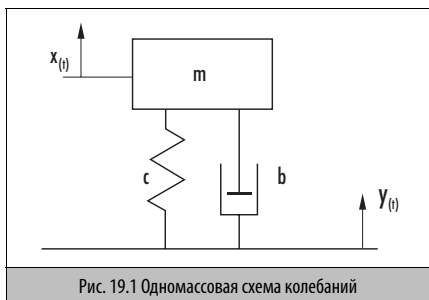 x(t)
m
c
b
y(t)
Рис. 19.1 Одномассовая схема колебаний